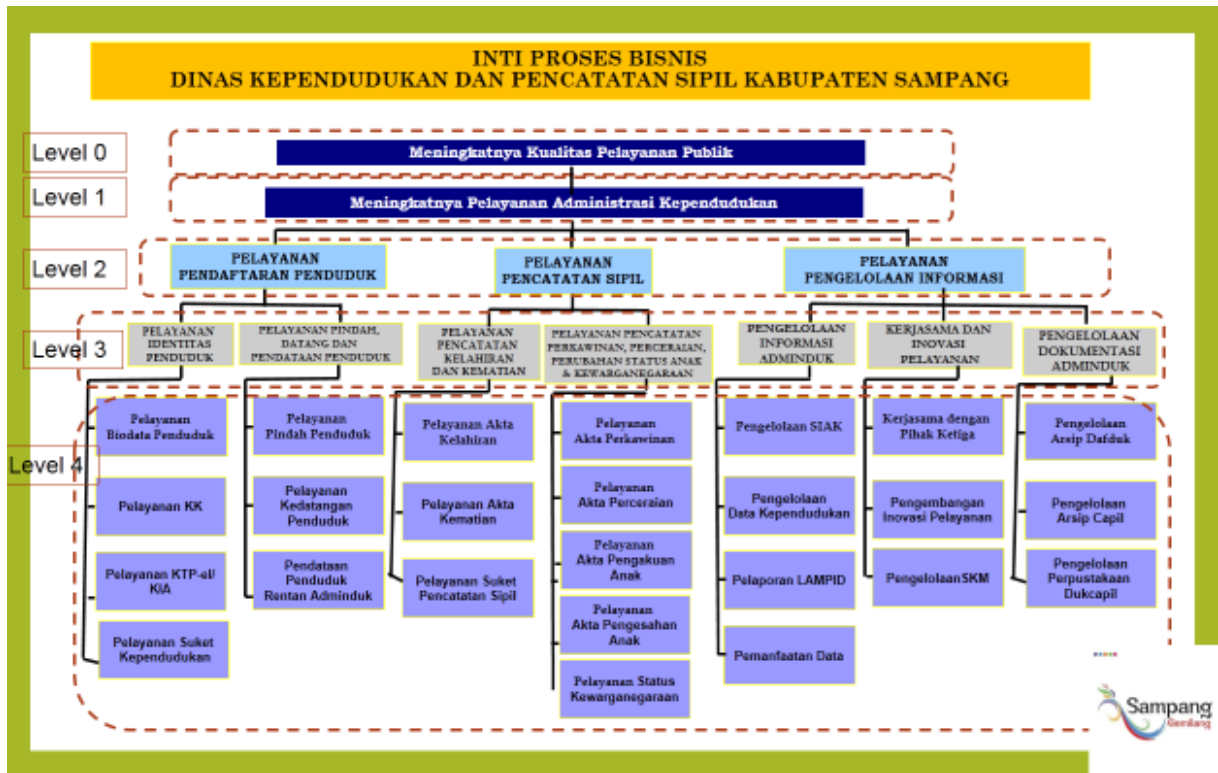 INTI PROSES BISNIS
DINAS KEPENDUDUKAN DAN PENCATATAN SIPIL KABUPATEN SAMPANG
Level 0
Meningkatnya Kualitas Pelayanan Publik
Level 1
Meningkatnya Pelayanan Administrasi Kependudukan
Level 2
PELAYANAN
PENDAFTARAN PENDUDUK
PELAYANAN
PENCATATAN SIPIL
PELAYANAN
PENGELOLAAN INFORMASI
Level 3
PELAYANAN
IDENTITAS
PENDUDUK
PELAYANAN PINDAH,
DATANG DAN
PENDATAAN PENDUDUK
PELAYANAN
PENCATATAN
KELAHIRAN
DAN KEMATIAN
PELAYANAN PENCATATAN
PERKAWINAN, PERCERAIAN,
PERUBAHAN STATUS ANAK
& KEWARGANEGARAAN
PENGELOLAAN
INFORMASI
ADMINDUK
KERJASAMA DAN
INOVASI
PELAYANAN
PENGELOLAAN
DOKUMENTASI
ADMINDUK
Level 4
Pelayanan
Biodata Penduduk
Pelayanan KK
Pelayanan KTP-el/
KIA
Pelayanan Suket
Kependudukan
Pelayanan
Pindah Penduduk
Pelayanan
Kedatangan
Penduduk
Pendataan
Penduduk
Rentan Adminduk
Pelayanan Akta
Kelahiran
Pelayanan Akta
Kematian
Pelayanan Suket
Pencatatan Sipil
Pelayanan
Akta Perkawinan
Pelayanan
Akta Perceraian
Pelayanan
Akta Pengakuan
Anak
Pelayanan
Akta Pengesahan
Anak
Pelayanan Status
Kewarganegaraan
Pengelolaan SIAK
Pengelolaan
Data Kependudukan
Pelaporan LAMPID
Pemanfaatan Data
Kerjasama dengan
Pihak Ketiga
Pengembangan
Inovasi Pelayanan
PengelolaanSKM
Pengelolaan
Arsip Dafduk
Pengelolaan
Arsip Capil
Pengelolaan
Perpustakaan
Dukcapil
Sampang
Gemilang